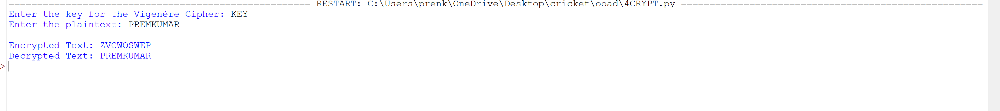 ===================================================== RESTART: C:\Users\prenk\OneDrive\Desktop\cricket\ooad\4CRYPT.py =====================================================
Enter the key for the Vigenère Cipher: KEY
Enter the plaintext: PREMKUMAR
Encrypted Text: ZVCWOSWEP
Decrypted Text: PREMKUMAR
>